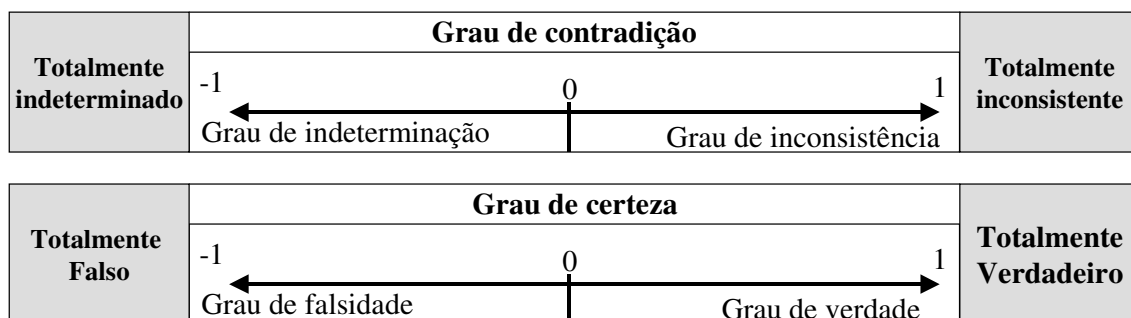 Grau de contradição
Totalmente
indeterminado
-1
0
1
Totalmente
inconsistente
Grau de indeterminação
Grau de inconsistência
Grau de certeza
Totalmente
Falso
-1
0
1
Totalmente
Verdadeiro
Grau de falsidade
Grau de verdade